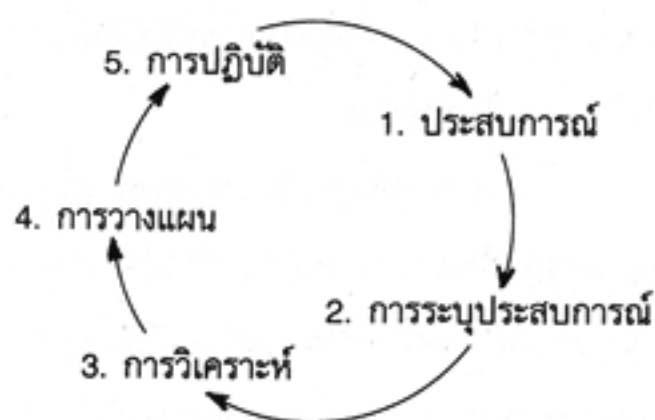 5. การปฏิบัติ
1. ประสบการณ์
4. การวางแผน
2. การระบุประสบการณ์
3. การวิเคราะห์